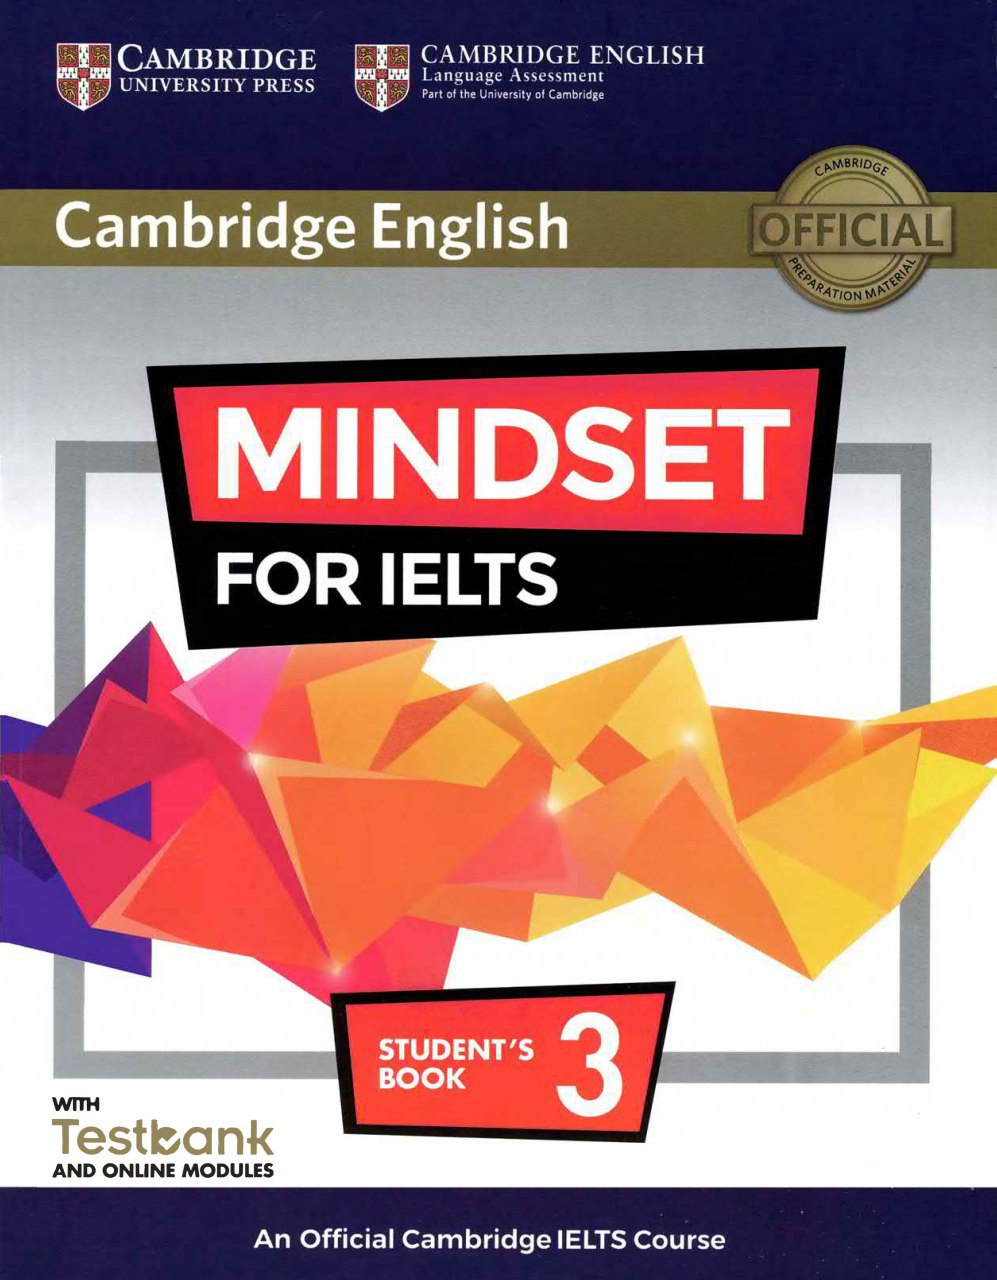 CAMBRIDGE
UNIVERSITY PRESS
CAMBRIDGE ENGLISH
Language Assessment
Part of the University of Cambridge
Cambridge English
CAMBRIDGE
OFFICIAL
PREPARATION MATERIAL
MINDSET
FOR IELTS
STUDENT'S
BOOK
3
WITH
Testbank
AND ONLINE MODULES
An Official Cambridge IELTS Course